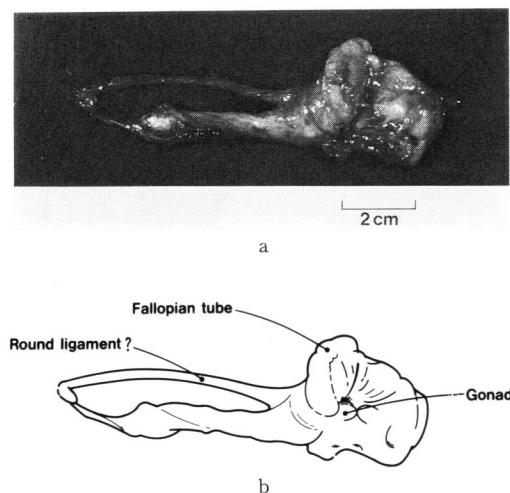 2 cm
a
Fallopian tube
Round ligament ?
Gonad
b